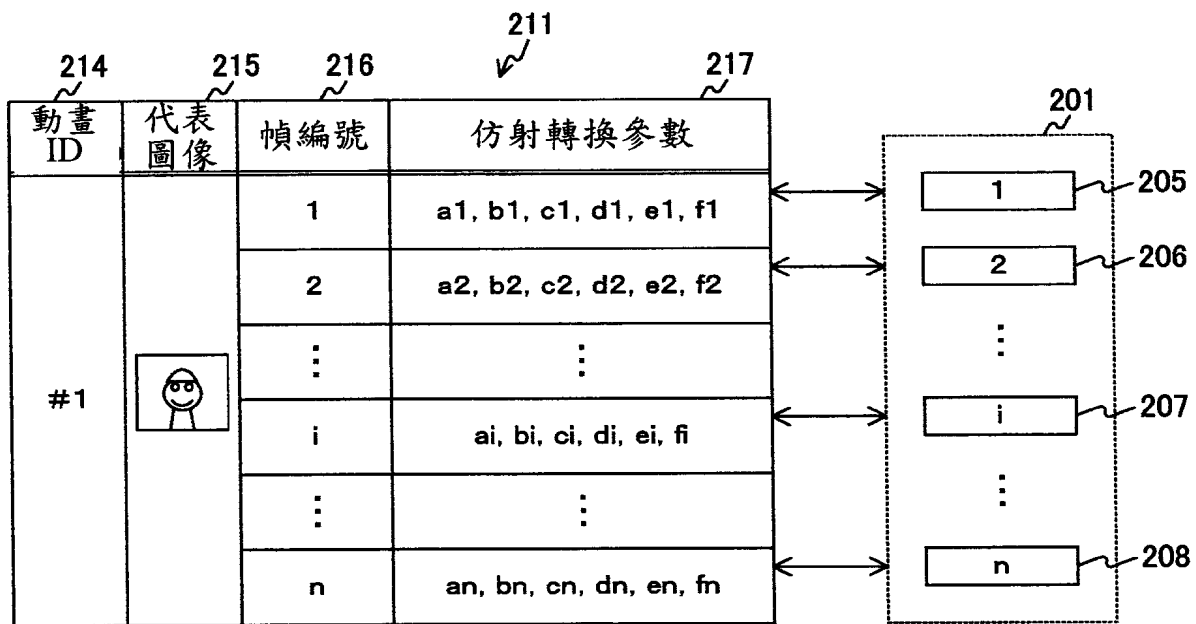 211
214 215 216 217
201
動畫
ID
代表
圖像
幀編號
仿射轉換參數
1 a1, b1, c1, d1, e1, f1
1 205
2 a2, b2, c2, d2, e2, f2
2 206
⋮ ⋮
⋮
#1
i ai, bi, ci, di, ei, fi
i 207
⋮ ⋮
⋮
n an, bn, cn, dn, en, fn
n 208